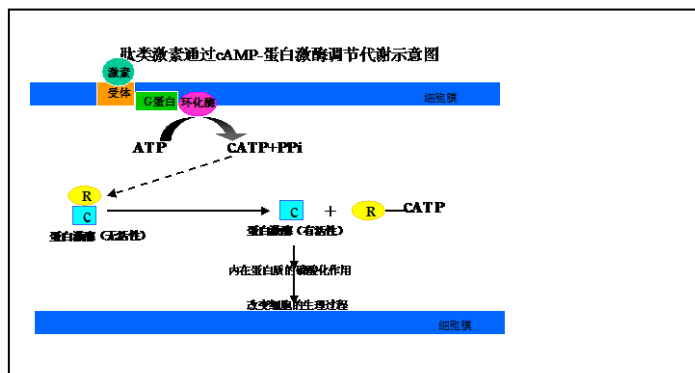 肽类激素通过cAMP-蛋白激酶调节代谢示意图
激素
受体
G蛋白
环化酶
细胞膜
ATP
CATP+PPi
R
C
蛋白激酶(无活性)
C
+
R
CATP
蛋白激酶(有活性)
内在蛋白质的磷酸化作用
改变细胞的生理过程
细胞膜